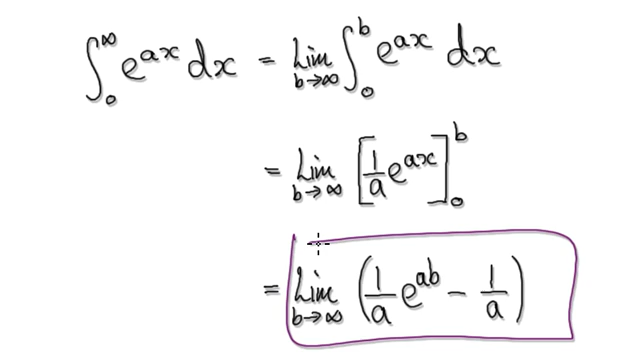 ∫₀^∞ e^{ax} dx = Lim_{b→∞} ∫₀^b e^{ax} dx
= Lim_{b→∞} [1/a e^{ax}]₀^b
= Lim_{b→∞} (1/a e^{ab} − 1/a)